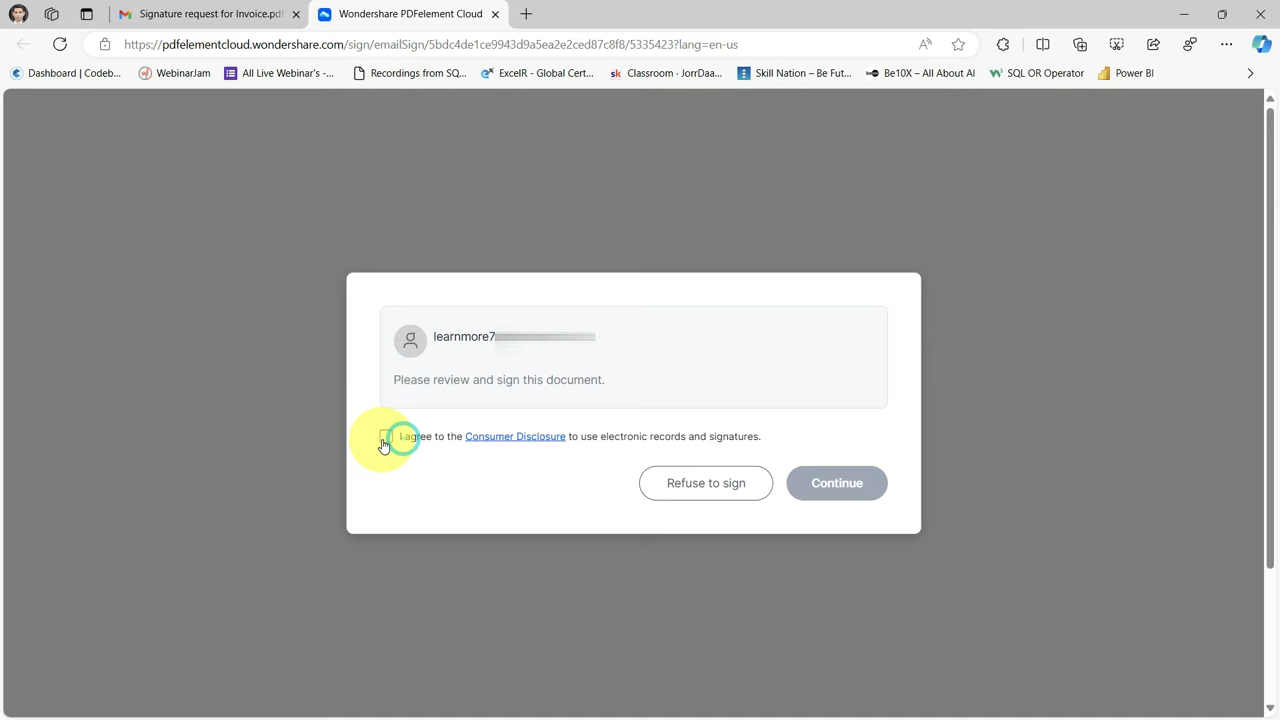 Signature request for Invoice.pdf
Wondershare PDFelement Cloud
https://pdfelementcloud.wondershare.com/sign/emailSign/5bdc4de1ce9943d9a5ea2e2ced87c8f8/5335423?lang=en-us
Dashboard | Codeb...
WebinarJam
All Live Webinar's -...
Recordings from SQ...
ExcelR - Global Cert...
Classroom · JorrDaa...
Skill Nation – Be Fut...
Be10X – All About AI
SQL OR Operator
Power BI
learnmore7
Please review and sign this document.
I agree to the Consumer Disclosure to use electronic records and signatures.
Refuse to sign
Continue